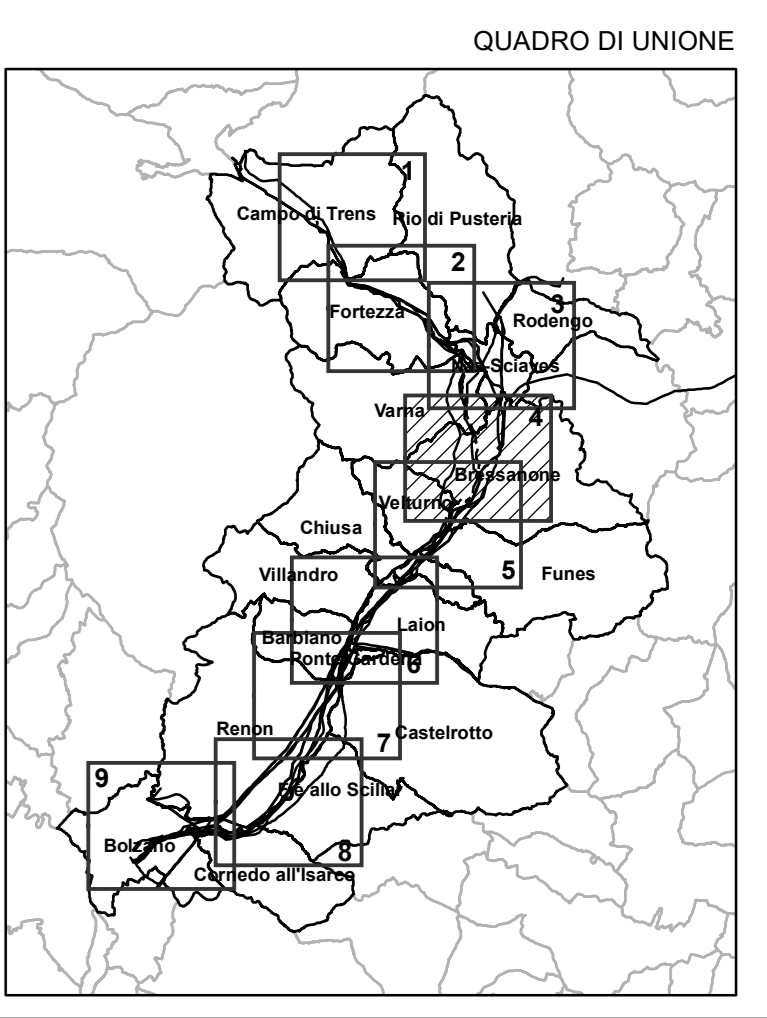 QUADRO DI UNIONE
1
Campo di Trens
Rio di Pusteria
2
3
Fortezza
Rodengo
Naz-Sciaves
Varna
4
Bressanone
Velturno
Chiusa
5
Villandro
Funes
Laion
Barbiano
Ponte Gardena
6
Renon
Castelrotto
7
9
Fiè allo Sciliar
Bolzano
8
Cornedo all'Isarco